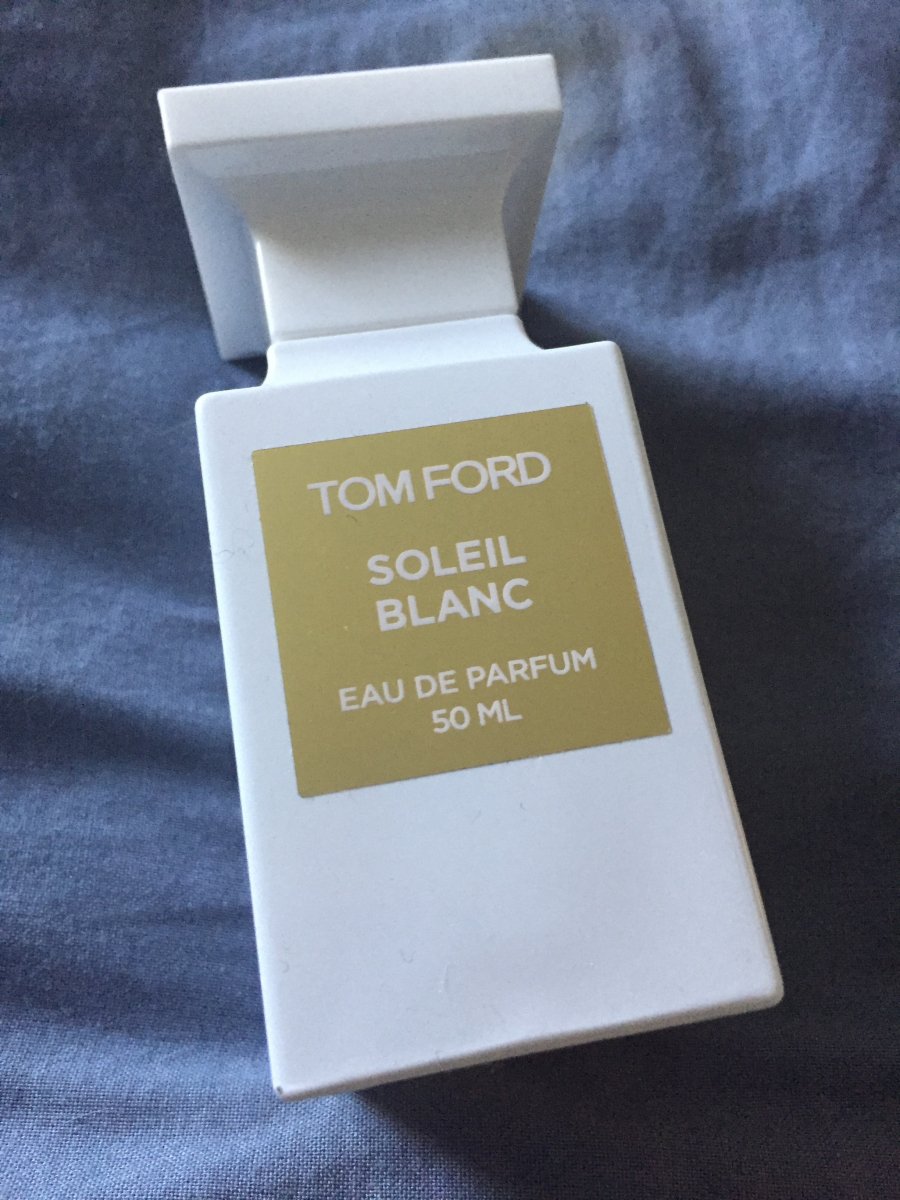 TOM FORD
SOLEIL
BLANC
EAU DE PARFUM
50 ML